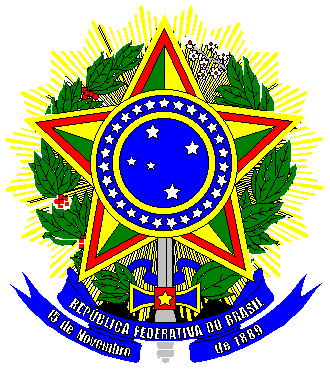 REPÚBLICA FEDERATIVA DO BRASIL
15 de Novembro
de 1889